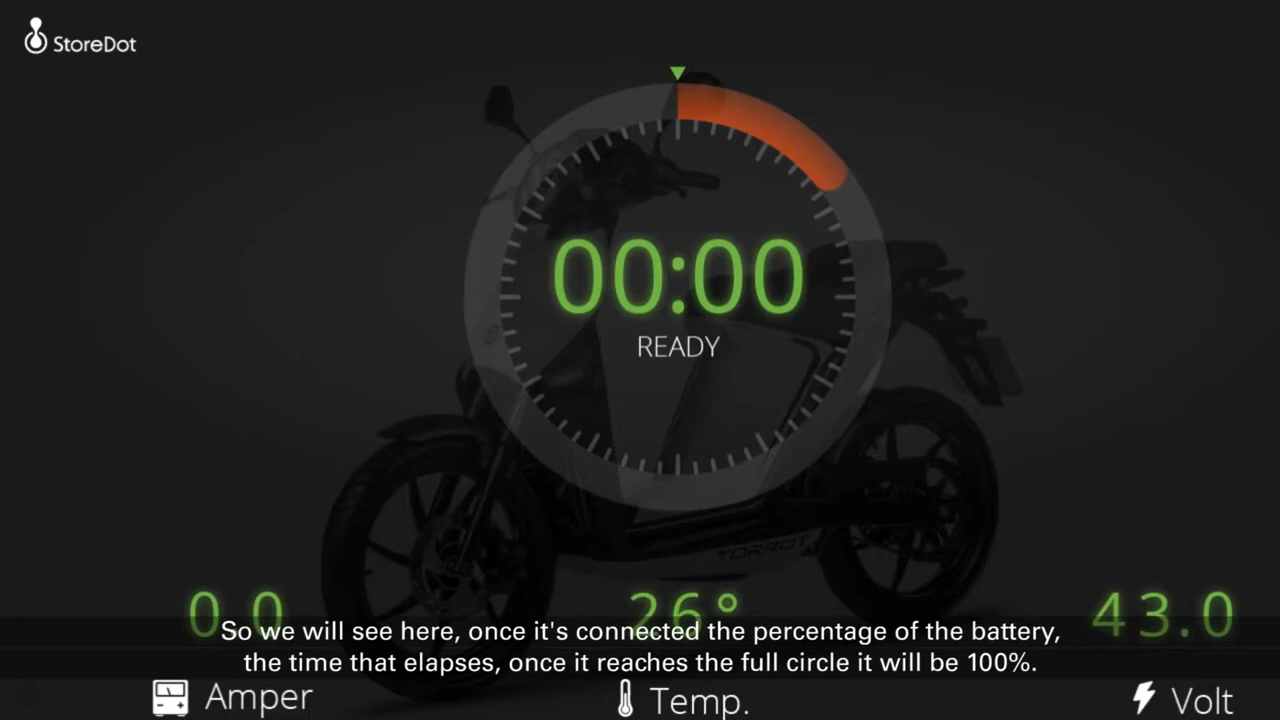 StoreDot
00:00
READY
TORROT
0.0
26°
43.0
So we will see here, once it's connected the percentage of the battery,
the time that elapses, once it reaches the full circle it will be 100%.
Amper
Temp.
Volt